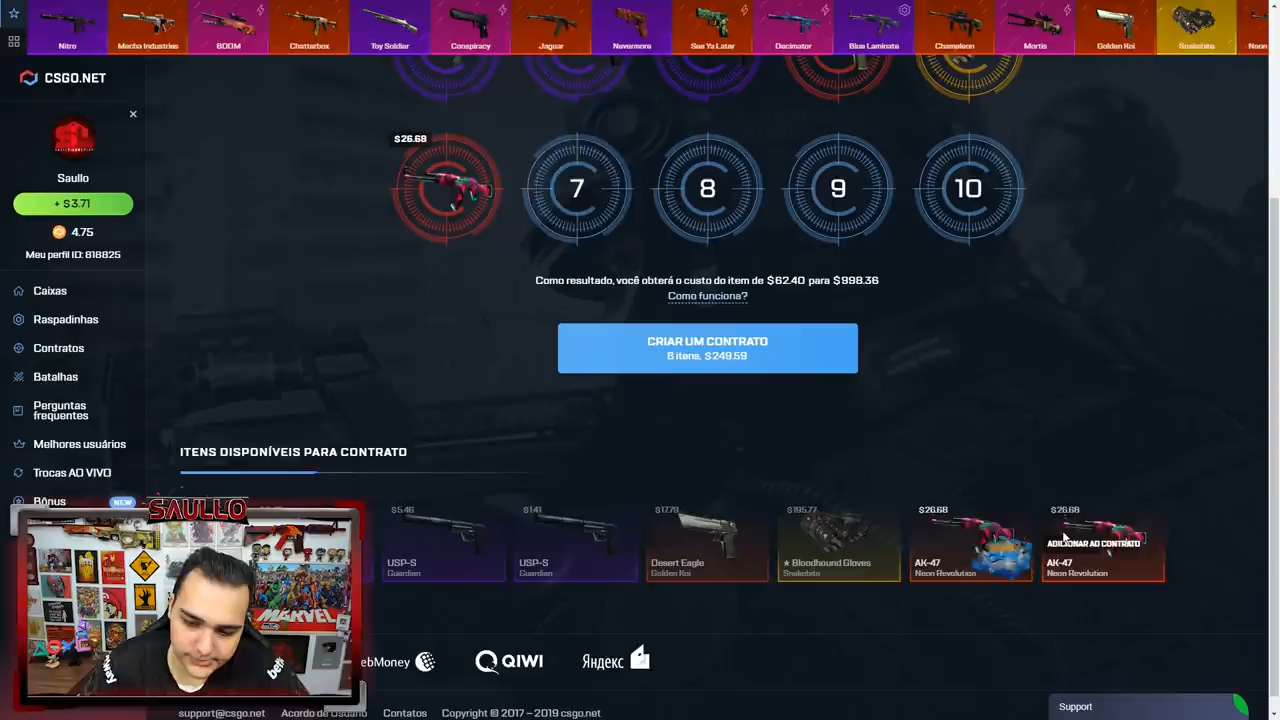 Nitro
Mecha Industries
BOOM
Chatterbox
Toy Soldier
Conspiracy
Jaguar
Nevermore
See Ya Later
Decimator
Blue Laminate
Chameleon
Mortis
Golden Koi
Snakebite
Neon
CSGO.NET
Saullo
+ $3.71
4.75
Meu perfil ID: 818825
Caixas
Raspadinhas
Contratos
Batalhas
Perguntas
frequentes
Melhores usuários
Trocas AO VIVO
Bônus
NEW
$26.68
7
8
9
10
Como resultado, você obterá o custo do item de $62.40 para $998.36
Como funciona?
CRIAR UM CONTRATO
6 itens, $249.59
ITENS DISPONÍVEIS PARA CONTRATO
$5.46
USP-S
Guardian
$1.41
USP-S
Guardian
$17.79
Desert Eagle
Golden Koi
$195.77
★ Bloodhound Gloves
Snakebite
$26.68
AK-47
Neon Revolution
$26.68
ADICIONAR AO CONTRATO
AK-47
Neon Revolution
SAULLO
MARVEL
ebMoney
QIWI
Яндекс
support@csgo.net
Acordo de Usuário
Contatos
Copyright © 2017 – 2019 csgo.net
Support